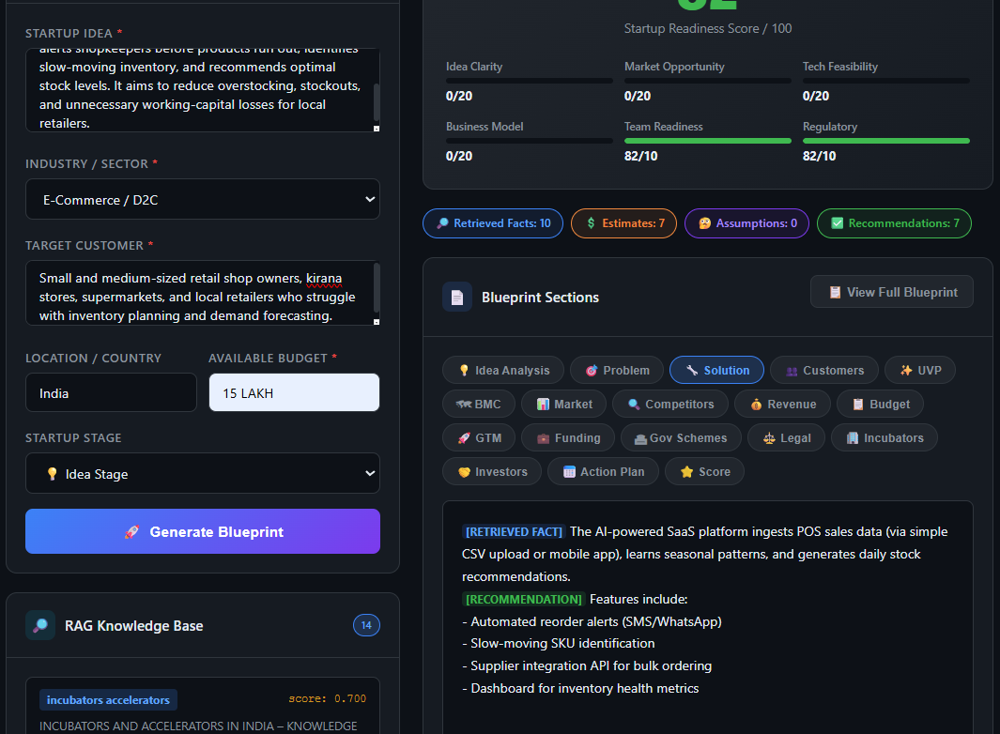 STARTUP IDEA *
alerts shopkeepers before products run out, identifies
slow-moving inventory, and recommends optimal
stock levels. It aims to reduce overstocking, stockouts,
and unnecessary working-capital losses for local
retailers.
INDUSTRY / SECTOR *
E-Commerce / D2C
TARGET CUSTOMER *
Small and medium-sized retail shop owners, kirana
stores, supermarkets, and local retailers who struggle
with inventory planning and demand forecasting.
LOCATION / COUNTRY AVAILABLE BUDGET *
India 15 LAKH
STARTUP STAGE
Idea Stage
Generate Blueprint
RAG Knowledge Base 14
incubators accelerators score: 0.700
INCUBATORS AND ACCELERATORS IN INDIA – KNOWLEDGE
82
Startup Readiness Score / 100
Idea Clarity Market Opportunity Tech Feasibility
0/20 0/20 0/20
Business Model Team Readiness Regulatory
0/20 82/10 82/10
Retrieved Facts: 10 Estimates: 7 Assumptions: 0 Recommendations: 7
Blueprint Sections View Full Blueprint
Idea Analysis Problem Solution Customers UVP
BMC Market Competitors Revenue Budget
GTM Funding Gov Schemes Legal Incubators
Investors Action Plan Score
[RETRIEVED FACT] The AI-powered SaaS platform ingests POS sales data (via simple
CSV upload or mobile app), learns seasonal patterns, and generates daily stock
recommendations.
[RECOMMENDATION] Features include:
- Automated reorder alerts (SMS/WhatsApp)
- Slow-moving SKU identification
- Supplier integration API for bulk ordering
- Dashboard for inventory health metrics